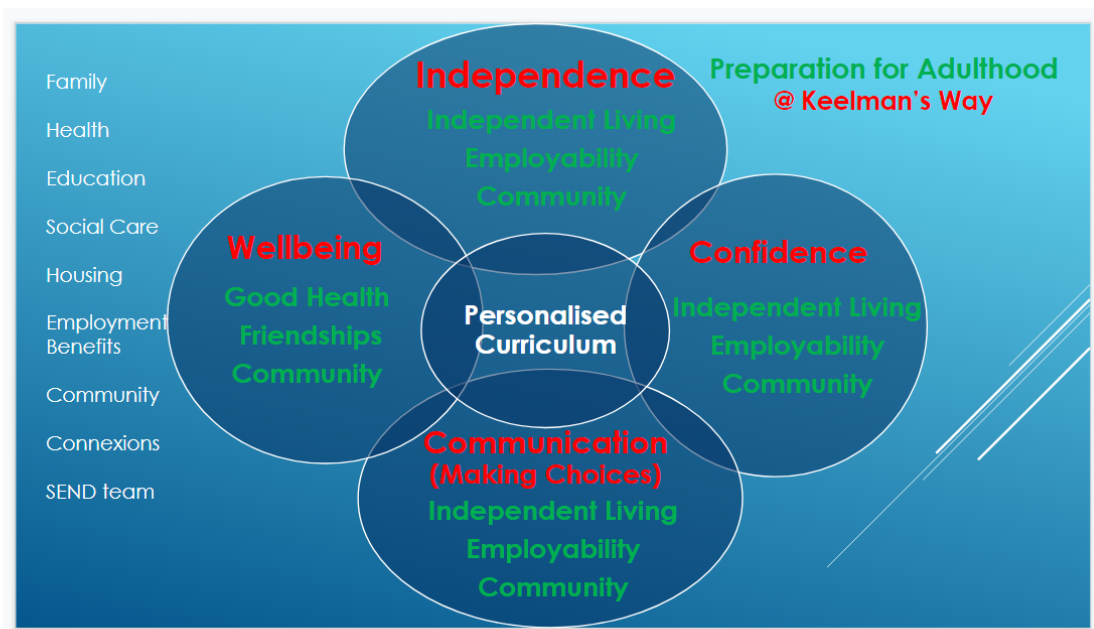 Preparation for Adulthood
@ Keelman's Way
Family
Health
Education
Social Care
Housing
Employment
Benefits
Community
Connexions
SEND team
Independence
Independent Living
Employability
Community
Wellbeing
Good Health
Friendships
Community
Personalised
Curriculum
Confidence
Independent Living
Employability
Community
Communication
(Making Choices)
Independent Living
Employability
Community